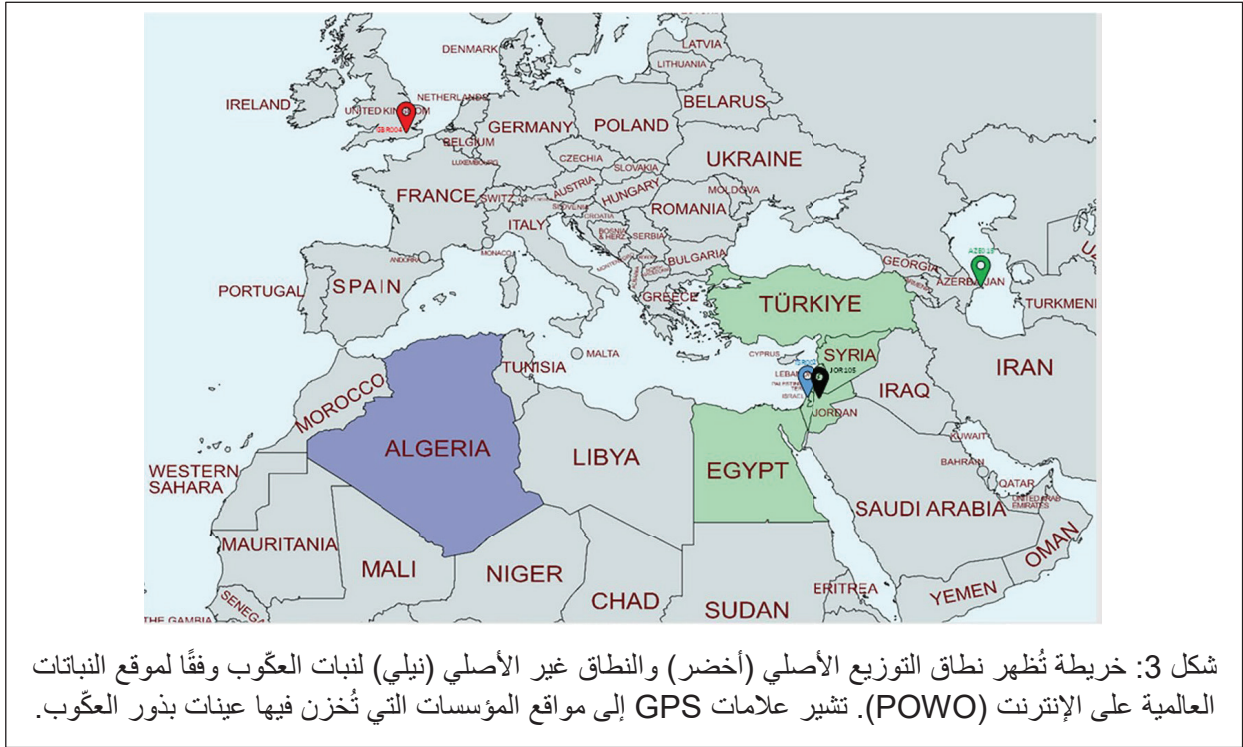 DENMARK
LATVIA
LITHUANIA
IRELAND
UNITED KINGDOM
NETHERLANDS
BELARUS
GBR004
GERMANY
POLAND
BELGIUM
LUXEMBOURG
CZECHIA
UKRAINE
SLOVAKIA
FRANCE
SWITZ
AUSTRIA
HUNGARY
MOLDOVA
SLOVENIA
CROATIA
ROMANIA
ITALY
BOSNIA
& HERZ
SERBIA
MONACO
ANDORRA
BULGARIA
GEORGIA
PORTUGAL
SPAIN
GREECE
TÜRKIYE
AZERBAIJAN
TURKMENI
TUNISIA
MALTA
CYPRUS
SYRIA
LEBAN
JOR105
IRAQ
IRAN
ISRAEL
JORDAN
MOROCCO
ALGERIA
LIBYA
EGYPT
KUWAIT
BAHRAIN
QATAR
UNITED ARAB
EMIRATES
WESTERN
SAHARA
SAUDI ARABIA
OMAN
MAURITANIA
MALI
NIGER
CHAD
SUDAN
ERITREA
YEMEN
SENEGA
THE GAMBIA
شكل 3: خريطة تُظهر نطاق التوزيع الأصلي (أخضر) والنطاق غير الأصلي (نيلي) لنبات العكّوب وفقًا لموقع النباتات
العالمية على الإنترنت (POWO). تشير علامات GPS إلى مواقع المؤسسات التي تُخزن فيها عينات بذور العكّوب.